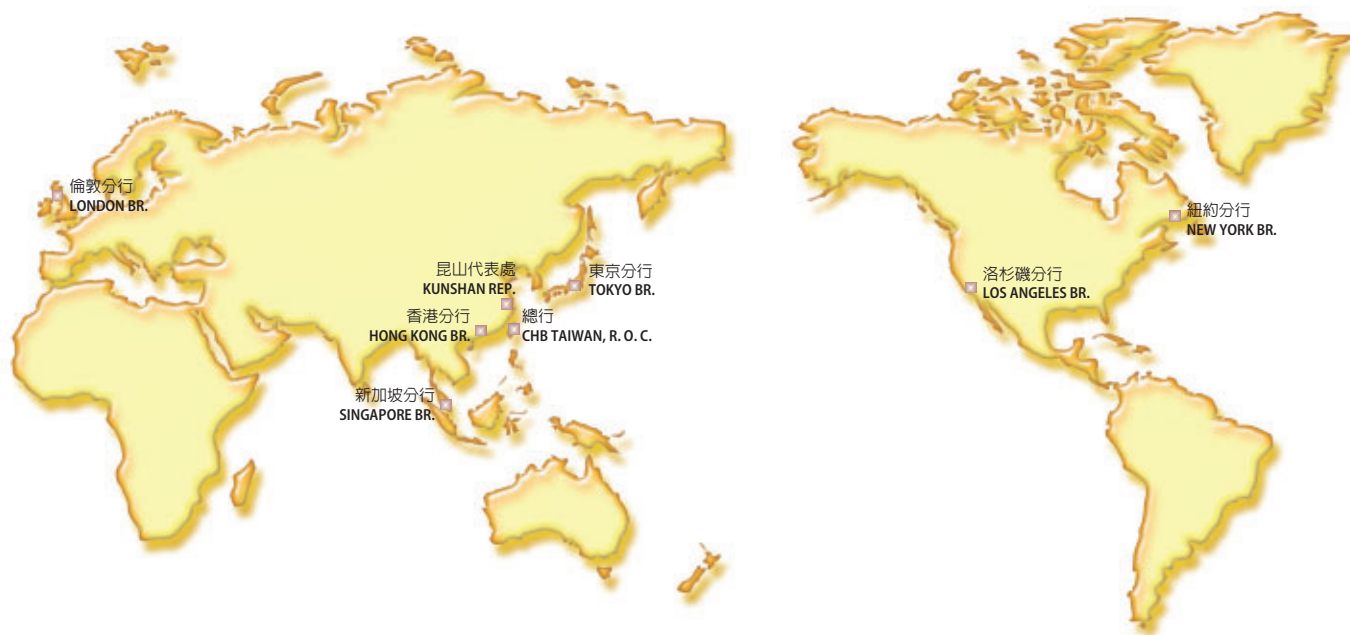 倫敦分行
LONDON BR.
紐約分行
NEW YORK BR.
昆山代表處
KUNSHAN REP.
東京分行
TOKYO BR.
洛杉磯分行
LOS ANGELES BR.
香港分行
HONG KONG BR.
總行
CHB TAIWAN, R. O. C.
新加坡分行
SINGAPORE BR.